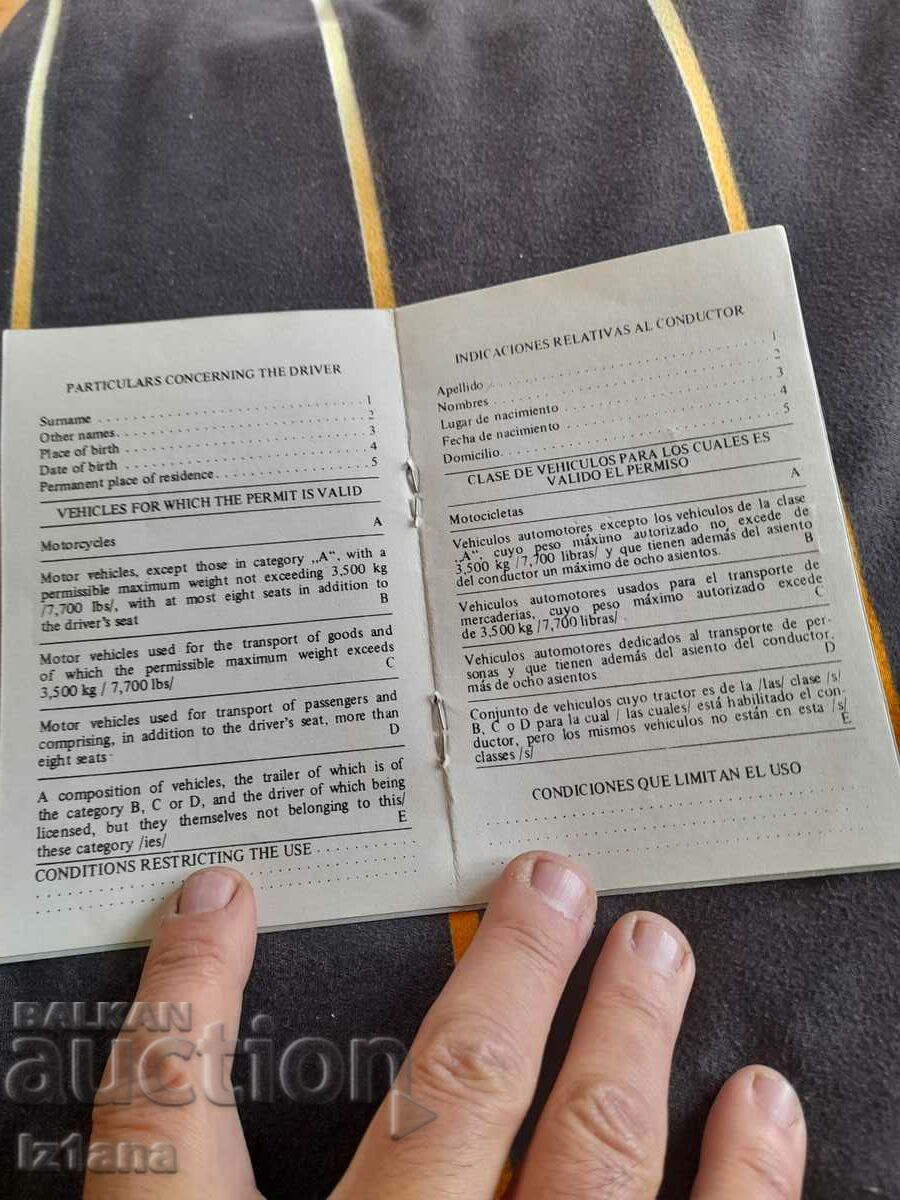 PARTICULARS CONCERNING THE DRIVER
Surname . . . . . . . . . . . . . . . . . . . . . . . . . . . . . . 1
Other names. . . . . . . . . . . . . . . . . . . . . . . . . . . 2
Place of birth . . . . . . . . . . . . . . . . . . . . . . . . . . . 3
Date of birth . . . . . . . . . . . . . . . . . . . . . . . . . . . 4
Permanent place of residence. . . . . . . . . . . . . . . . 5
VEHICLES FOR WHICH THE PERMIT IS VALID
Motorcycles A
Motor vehicles, except those in category „A“, with a
permissible maximum weight not exceeding 3,500 kg
/7,700 lbs/, with at most eight seats in addition to
the driver's seat B
Motor vehicles used for the transport of goods and
of which the permissible maximum weight exceeds
3,500 kg / 7,700 lbs/ C
Motor vehicles used for transport of passengers and
comprising, in addition to the driver's seat, more than
eight seats D
A composition of vehicles, the trailer of which is of
the category B, C or D, and the driver of which being
licensed, but they themselves not belonging to this/
these category /ies/ E
CONDITIONS RESTRICTING THE USE . . . . . . . . . . . .
INDICACIONES RELATIVAS AL CONDUCTOR
Apellido . . . . . . . . . . . . . . . . . . . . . . . . . . . . . . 1
Nombres . . . . . . . . . . . . . . . . . . . . . . . . . . . . . . 2
Lugar de nacimiento . . . . . . . . . . . . . . . . . . . . . . 3
Fecha de nacimiento . . . . . . . . . . . . . . . . . . . . . . 4
Domicilio. . . . . . . . . . . . . . . . . . . . . . . . . . . . . . 5
CLASE DE VEHICULOS PARA LOS CUALES ES
VALIDO EL PERMISO
Motocicletas A
Vehiculos automotores excepto los vehiculos de la clase
„A“, cuyo peso máximo autorizado no excede de
3,500 kg /7,700 libras/ y que tienen además del asiento
del conductor un máximo de ocho asientos. B
Vehiculos automotores usados para el transporte de
mercaderías, cuyo peso máximo autorizado excede
de 3,500 kg /7,700 libras/ C
Vehiculos automotores dedicados al transporte de per-
sonas y que tienen además del asiento del conductor,
más de ocho asientos D
Conjunto de vehiculos cuyo tractor es de la /las/ clase /s/
B, C o D para la cual / las cuales/ está habilitado el con-
ductor, pero los mismos vehiculos no están en esta /s/
classes /s/ E
CONDICIONES QUE LIMITAN EL USO
BALKAN
auction
Iz1ana